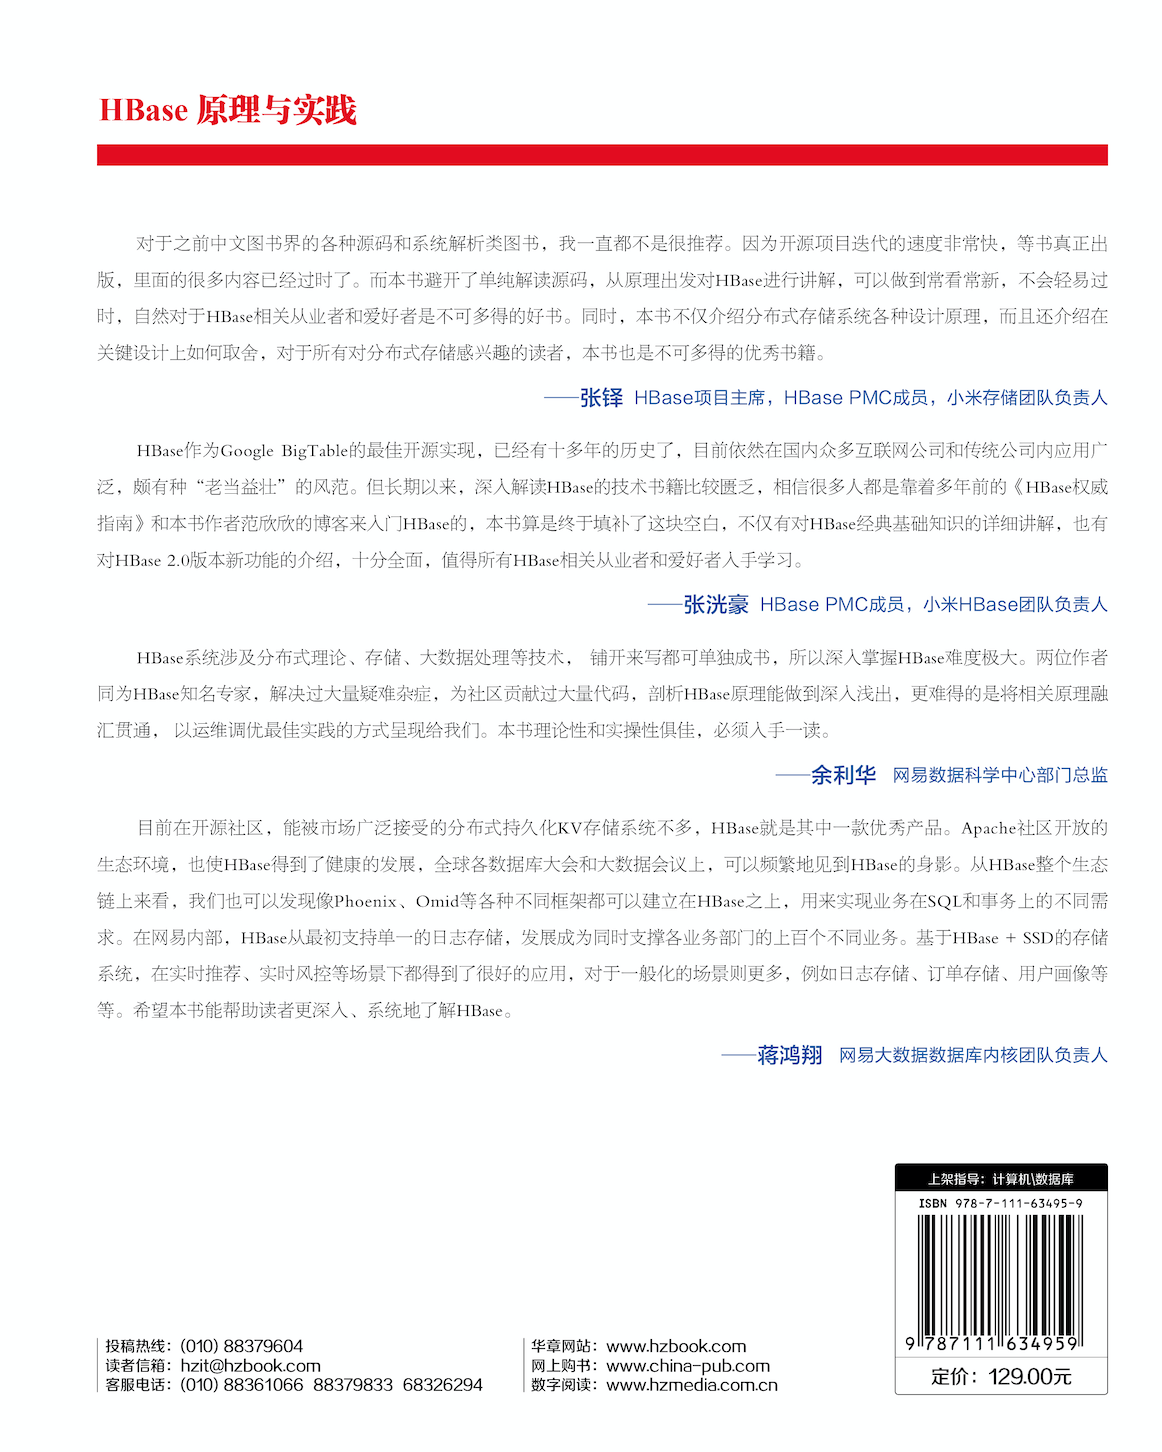 HBase 原理与实践
对于之前中文图书界的各种源码和系统解析类图书，我一直都不是很推荐。因为开源项目迭代的速度非常快，等书真正出
版，里面的很多内容已经过时了。而本书避开了单纯解读源码，从原理出发对HBase进行讲解，可以做到常看常新，不会轻易过
时，自然对于HBase相关从业者和爱好者是不可多得的好书。同时，本书不仅介绍分布式存储系统各种设计原理，而且还介绍在
关键设计上如何取舍，对于所有对分布式存储感兴趣的读者，本书也是不可多得的优秀书籍。
——张铎 HBase项目主席，HBase PMC成员，小米存储团队负责人
HBase作为Google BigTable的最佳开源实现，已经有十多年的历史了，目前依然在国内众多互联网公司和传统公司内应用广
泛，颇有种“老当益壮”的风范。但长期以来，深入解读HBase的技术书籍比较匮乏，相信很多人都是靠着多年前的《HBase权威
指南》和本书作者范欣欣的博客来入门HBase的，本书算是终于填补了这块空白，不仅有对HBase经典基础知识的详细讲解，也有
对HBase 2.0版本新功能的介绍，十分全面，值得所有HBase相关从业者和爱好者入手学习。
——张洸豪 HBase PMC成员，小米HBase团队负责人
HBase系统涉及分布式理论、存储、大数据处理等技术， 铺开来写都可单独成书，所以深入掌握HBase难度极大。两位作者
同为HBase知名专家，解决过大量疑难杂症，为社区贡献过大量代码，剖析HBase原理能做到深入浅出，更难得的是将相关原理融
汇贯通， 以运维调优最佳实践的方式呈现给我们。本书理论性和实操性俱佳，必须入手一读。
——余利华 网易数据科学中心部门总监
目前在开源社区，能被市场广泛接受的分布式持久化KV存储系统不多，HBase就是其中一款优秀产品。Apache社区开放的
生态环境，也使HBase得到了健康的发展，全球各数据库大会和大数据会议上，可以频繁地见到HBase的身影。从HBase整个生态
链上来看，我们也可以发现像Phoenix、Omid等各种不同框架都可以建立在HBase之上，用来实现业务在SQL和事务上的不同需
求。在网易内部，HBase从最初支持单一的日志存储，发展成为同时支撑各业务部门的上百个不同业务。基于HBase + SSD的存储
系统，在实时推荐、实时风控等场景下都得到了很好的应用，对于一般化的场景则更多，例如日志存储、订单存储、用户画像等
等。希望本书能帮助读者更深入、系统地了解HBase。
——蒋鸿翔 网易大数据数据库内核团队负责人
上架指导：计算机\数据库
ISBN 978-7-111-63495-9
9 787111 634959
定价：129.00元
投稿热线：(010) 88379604
读者信箱：hzit@hzbook.com
客服电话：(010) 88361066 88379833 68326294
华章网站：www.hzbook.com
网上购书：www.china-pub.com
数字阅读：www.hzmedia.com.cn